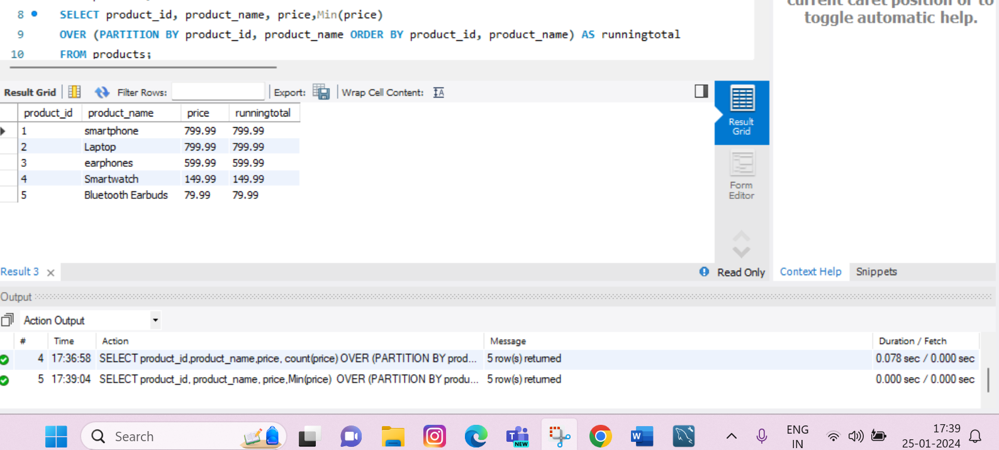 current caret position or to
toggle automatic help.
8 SELECT product_id, product_name, price,Min(price)
9 OVER (PARTITION BY product_id, product_name ORDER BY product_id, product_name) AS runningtotal
10 FROM products;
Result Grid Filter Rows: Export: Wrap Cell Content: IA
product_id product_name price runningtotal
1 smartphone 799.99 799.99
2 Laptop 799.99 799.99
3 earphones 599.99 599.99
4 Smartwatch 149.99 149.99
5 Bluetooth Earbuds 79.99 79.99
Result
Grid
Form
Editor
Result 3
Read Only
Context Help Snippets
Output
Action Output
# Time Action Message Duration / Fetch
4 17:36:58 SELECT product_id,product_name,price, count(price) OVER (PARTITION BY prod... 5 row(s) returned 0.078 sec / 0.000 sec
5 17:39:04 SELECT product_id, product_name, price,Min(price) OVER (PARTITION BY produ... 5 row(s) returned 0.000 sec / 0.000 sec
Search
T
NEW
W
ENG
IN
17:39
25-01-2024